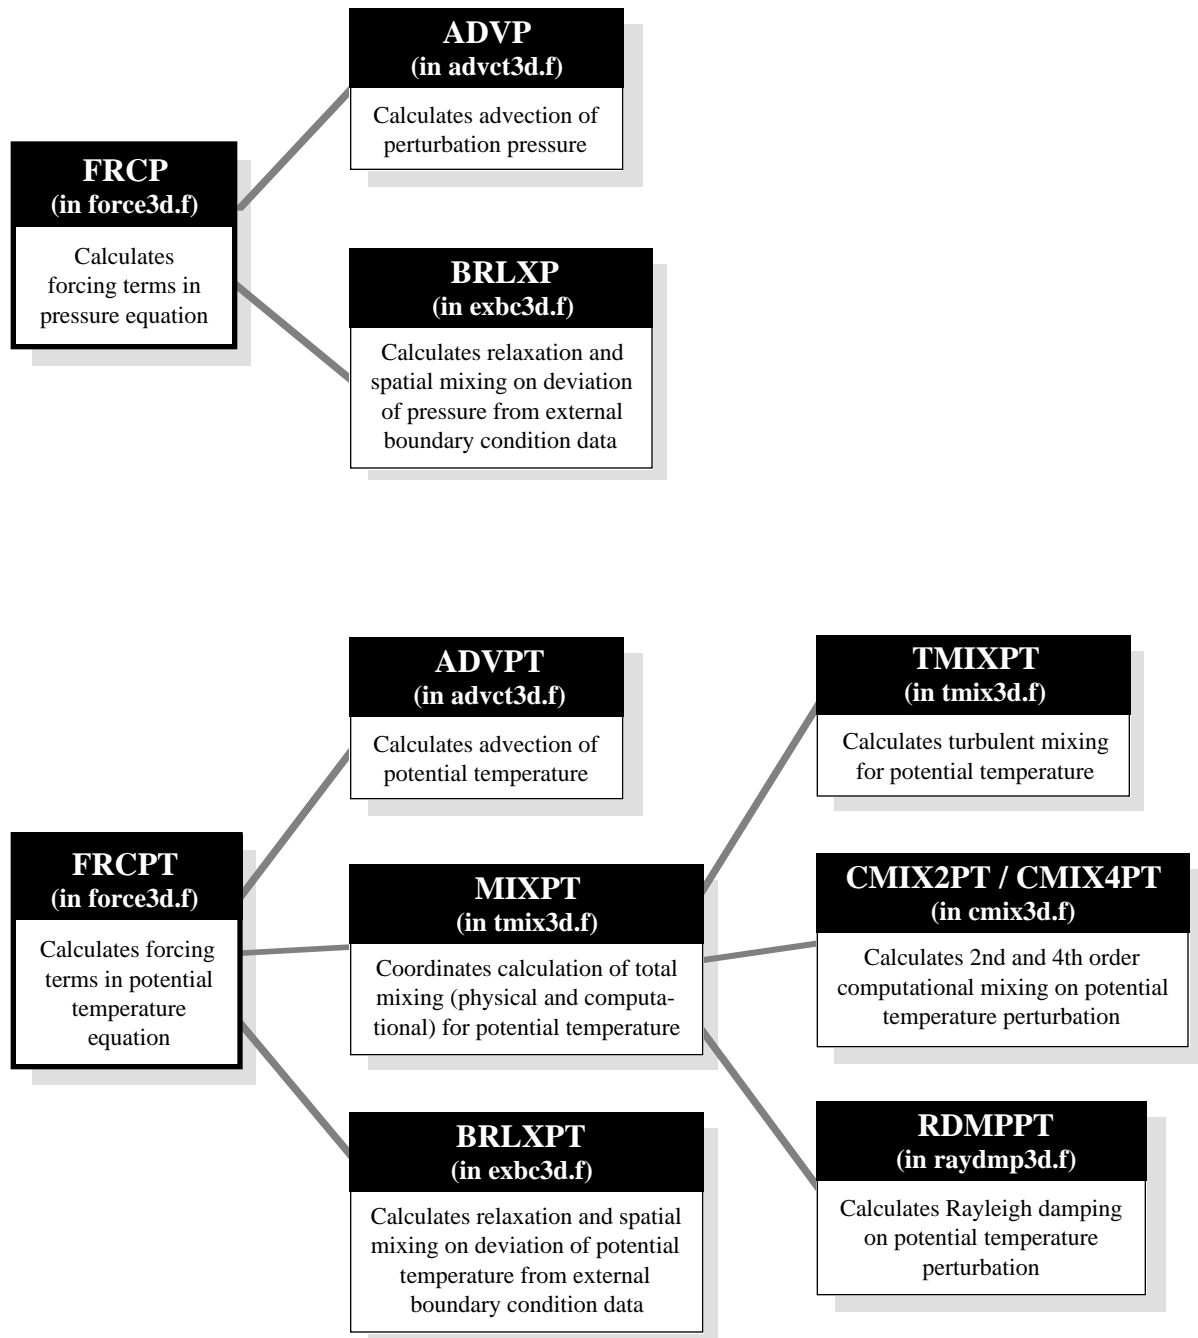 ADVP
(in advct3d.f)
Calculates advection of
perturbation pressure
FRCP
(in force3d.f)
Calculates
forcing terms in
pressure equation
BRLXP
(in exbc3d.f)
Calculates relaxation and
spatial mixing on deviation
of pressure from external
boundary condition data
ADVPT
(in advct3d.f)
Calculates advection of
potential temperature
TMIXPT
(in tmix3d.f)
Calculates turbulent mixing
for potential temperature
FRCPT
(in force3d.f)
Calculates forcing
terms in potential
temperature
equation
MIXPT
(in tmix3d.f)
Coordinates calculation of total
mixing (physical and computa-
tional) for potential temperature
CMIX2PT / CMIX4PT
(in cmix3d.f)
Calculates 2nd and 4th order
computational mixing on potential
temperature perturbation
BRLXPT
(in exbc3d.f)
Calculates relaxation and spatial
mixing on deviation of potential
temperature from external
boundary condition data
RDMPPT
(in raydmp3d.f)
Calculates Rayleigh damping
on potential temperature
perturbation